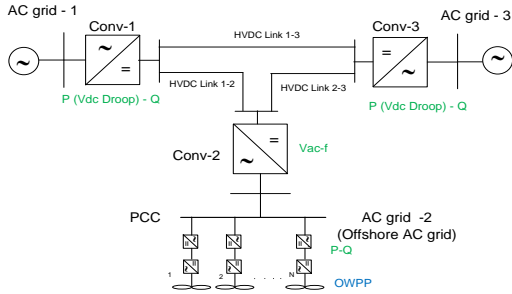 AC grid - 1
Conv-1
Conv-3
AC grid - 3
HVDC Link 1-3
HVDC Link 1-2
HVDC Link 2-3
P (Vdc Droop) - Q
P (Vdc Droop) - Q
Conv-2
Vac-f
PCC
AC grid -2
(Offshore AC grid)
P-Q
1 2 . . . . N
OWPP